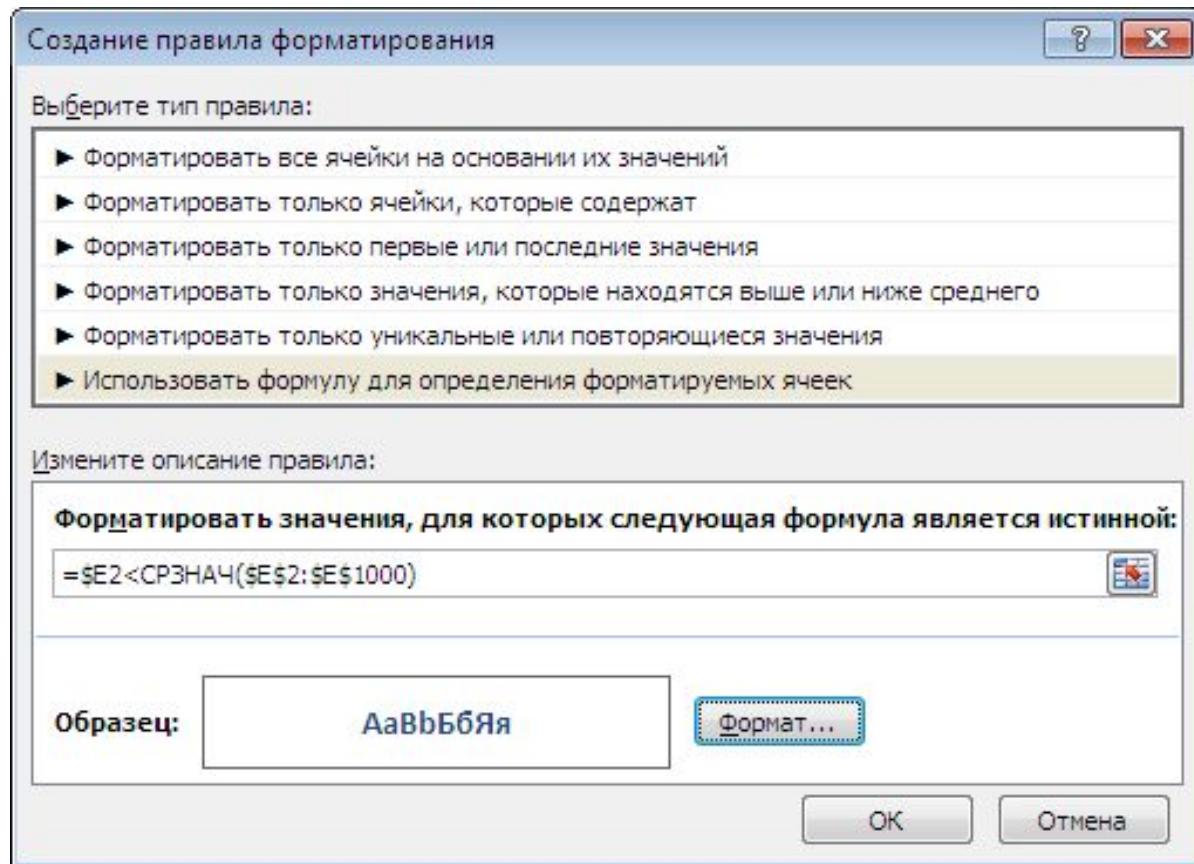 Создание правила форматирования
Выберите тип правила:
► Форматировать все ячейки на основании их значений
► Форматировать только ячейки, которые содержат
► Форматировать только первые или последние значения
► Форматировать только значения, которые находятся выше или ниже среднего
► Форматировать только уникальные или повторяющиеся значения
► Использовать формулу для определения форматируемых ячеек
Измените описание правила:
Форматировать значения, для которых следующая формула является истинной:
=$E2<СРЗНАЧ($E$2:$E$1000)
Образец:
АаВbБбЯя
Формат...
ОК
Отмена